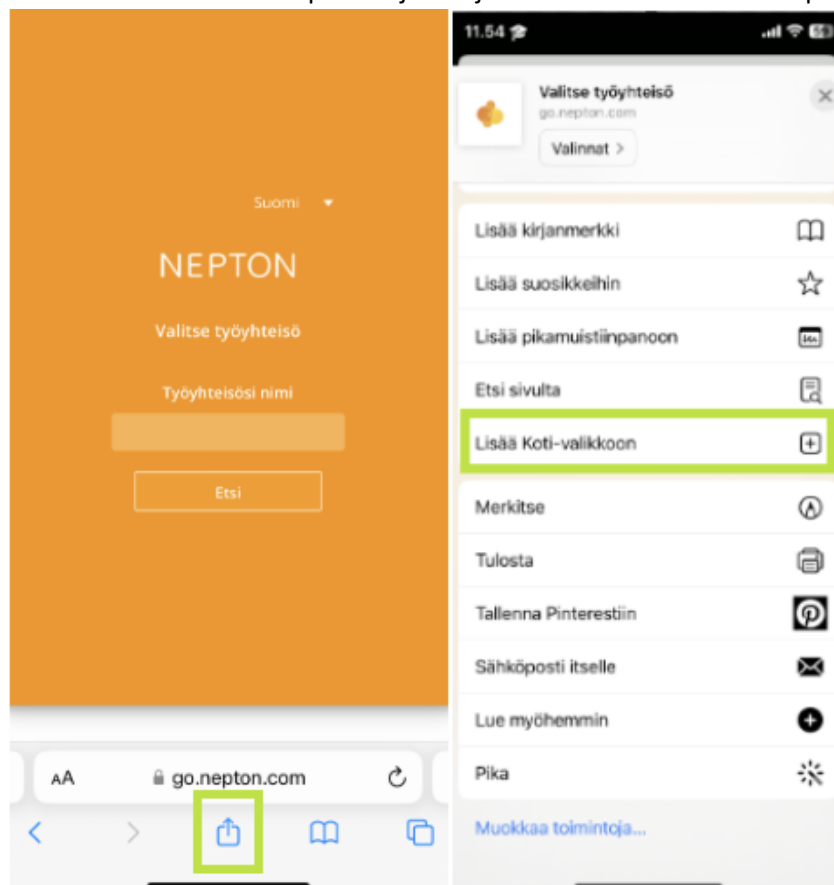 Suomi
NEPTON
Valitse työyhteisö
Työyhteisösi nimi
Etsi
AA
go.nepton.com
11.54
Valitse työyhteisö
go.nepton.com
Valinnat >
Lisää kirjanmerkki
Lisää suosikkeihin
Lisää pikamuistiinpanoon
Etsi sivulta
Lisää Koti-valikkoon
Merkitse
Tulosta
Tallenna Pinterestiin
Sähköposti itselle
Lue myöhemmin
Pika
Muokkaa toimintoja...